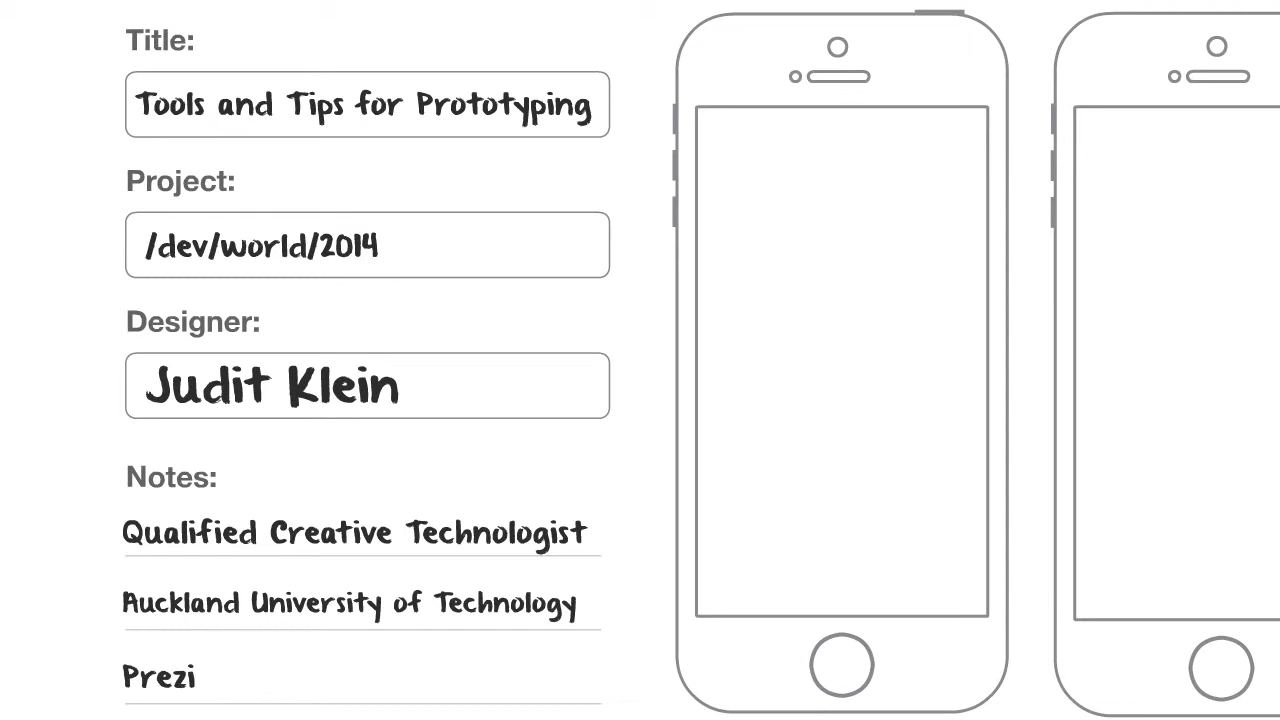 Title:
Tools and Tips for Prototyping
Project:
/dev/world/2014
Designer:
Judit Klein
Notes:
Qualified Creative Technologist
Auckland University of Technology
Prezi